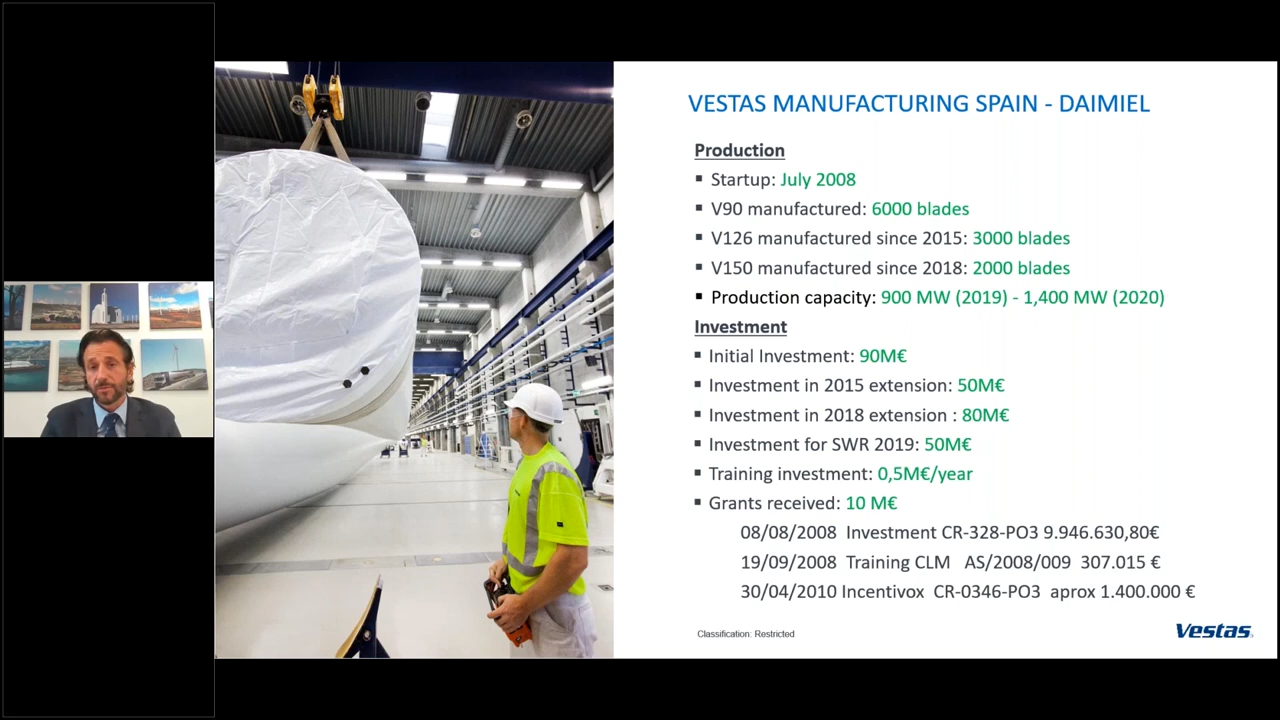 VESTAS MANUFACTURING SPAIN - DAIMIEL
Production
▪ Startup: July 2008
▪ V90 manufactured: 6000 blades
▪ V126 manufactured since 2015: 3000 blades
▪ V150 manufactured since 2018: 2000 blades
▪ Production capacity: 900 MW (2019) - 1,400 MW (2020)
Investment
▪ Initial Investment: 90M€
▪ Investment in 2015 extension: 50M€
▪ Investment in 2018 extension : 80M€
▪ Investment for SWR 2019: 50M€
▪ Training investment: 0,5M€/year
▪ Grants received: 10 M€
08/08/2008 Investment CR-328-PO3 9.946.630,80€
19/09/2008 Training CLM AS/2008/009 307.015 €
30/04/2010 Incentivox CR-0346-PO3 aprox 1.400.000 €
Classification: Restricted
Vestas